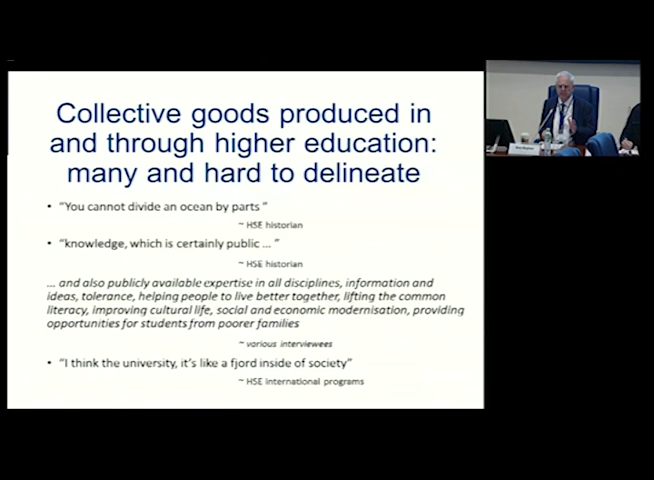 Collective goods produced in
and through higher education:
many and hard to delineate
• “You cannot divide an ocean by parts ”
~ HSE historian
• “knowledge, which is certainly public ... ”
~ HSE historian
... and also publicly available expertise in all disciplines, information and
ideas, tolerance, helping people to live better together, lifting the common
literacy, improving cultural life, social and economic modernisation, providing
opportunities for students from poorer families
~ various interviewees
• “I think the university, it’s like a fjord inside of society”
~ HSE international programs